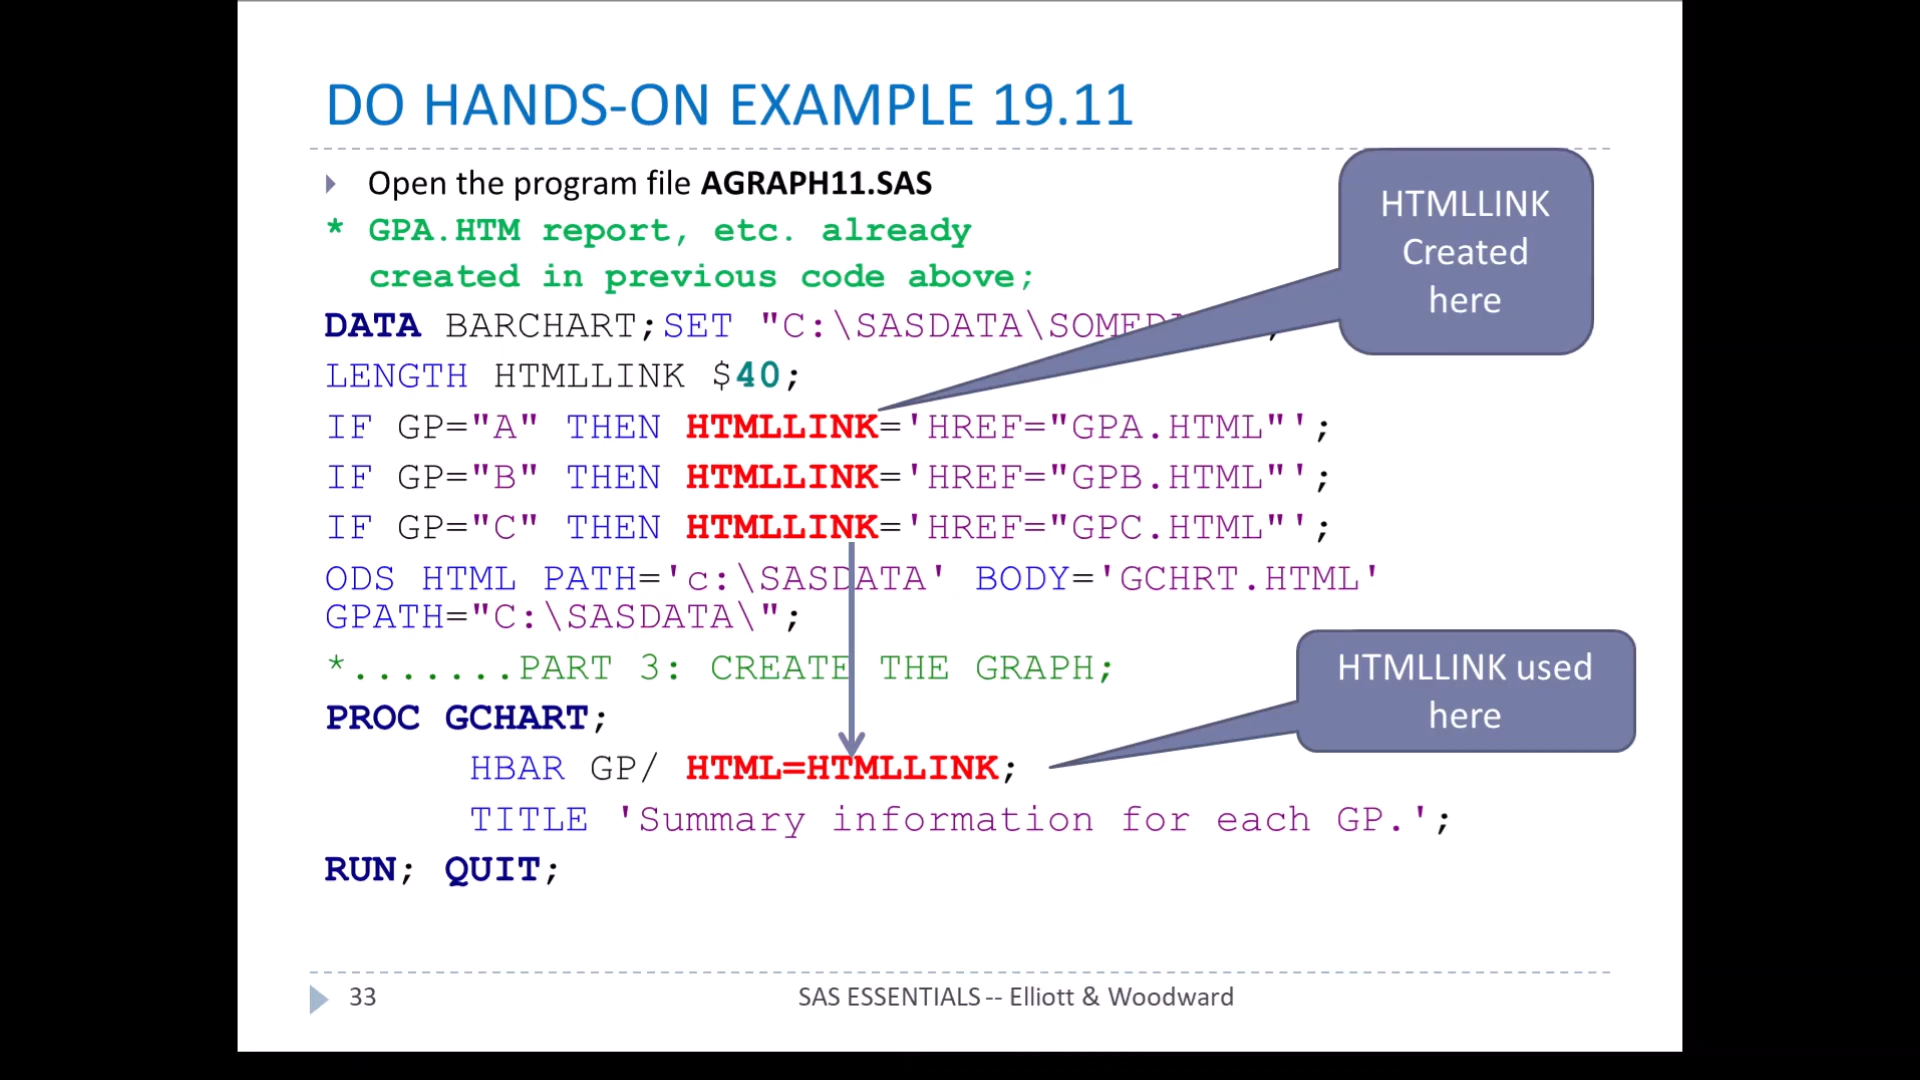 DO HANDS-ON EXAMPLE 19.11
Open the program file AGRAPH11.SAS
* GPA.HTM report, etc. already
created in previous code above;
DATA BARCHART;SET "C:\SASDATA\
LENGTH HTMLLINK $40;
IF GP="A" THEN HTMLLINK='HREF="GPA.HTML"';
IF GP="B" THEN HTMLLINK='HREF="GPB.HTML"';
IF GP="C" THEN HTMLLINK='HREF="GPC.HTML"';
ODS HTML PATH='c:\SASDATA' BODY='GCHRT.HTML'
GPATH="C:\SASDATA\";
*.......PART 3: CREATE THE GRAPH;
PROC GCHART;
HBAR GP/ HTML=HTMLLINK;
TITLE 'Summary information for each GP.';
RUN; QUIT;
HTMLLINK
Created
here
HTMLLINK used
here
33
SAS ESSENTIALS -- Elliott & Woodward